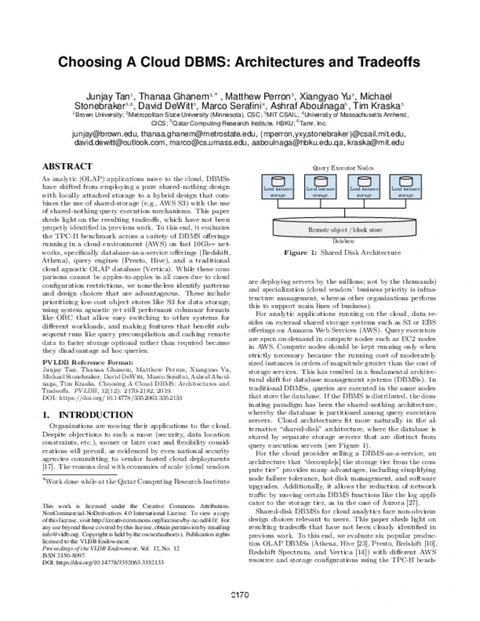 Choosing A Cloud DBMS: Architectures and Tradeoffs
Junjay Tan1, Thanaa Ghanem2,*, Matthew Perron3, Xiangyao Yu3, Michael
Stonebraker3,6, David DeWitt3, Marco Serafini4, Ashraf Aboulnaga5, Tim Kraska3
1Brown University; 2Metropolitan State University (Minnesota), CSC; 3MIT CSAIL; 4University of Massachusetts Amherst,
CICS; 5Qatar Computing Research Institute, HBKU; 6Tamr, Inc.
junjay@brown.edu, thanaa.ghanem@metrostate.edu, {mperron,yxy,stonebraker}@csail.mit.edu,
david.dewitt@outlook.com, marco@cs.umass.edu, aaboulnaga@hbku.edu.qa, kraska@mit.edu
ABSTRACT
As analytic (OLAP) applications move to the cloud, DBMSs
have shifted from employing a pure shared-nothing design
with locally attached storage to a hybrid design that com-
bines the use of shared-storage (e.g., AWS S3) with the use
of shared-nothing query execution mechanisms. This paper
sheds light on the resulting tradeoffs, which have not been
properly identified in previous work. To this end, it evaluates
the TPC-H benchmark across a variety of DBMS offerings
running in a cloud environment (AWS) on fast 10Gb+ net-
works, specifically database-as-a-service offerings (Redshift,
Athena), query engines (Presto, Hive), and a traditional
cloud agnostic OLAP database (Vertica). While these com-
parisons cannot be apples-to-apples in all cases due to cloud
configuration restrictions, we nonetheless identify patterns
and design choices that are advantageous. These include
prioritizing low-cost object stores like S3 for data storage,
using system agnostic yet still performant columnar formats
like ORC that allow easy switching to other systems for
different workloads, and making features that benefit sub-
sequent runs like query precompilation and caching remote
data to faster storage optional rather than required because
they disadvantage ad hoc queries.
PVLDB Reference Format:
Junjay Tan, Thanaa Ghanem, Matthew Perron, Xiangyao Yu,
Michael Stonebraker, David DeWitt, Marco Serafini, Ashraf Aboul-
naga, Tim Kraska. Choosing A Cloud DBMS: Architectures and
Tradeoffs. PVLDB, 12(12): 2170-2182, 2019.
DOI: https://doi.org/10.14778/3352063.3352133
1. INTRODUCTION
Organizations are moving their applications to the cloud.
Despite objections to such a move (security, data location
constraints, etc.), sooner or later cost and flexibility consid-
erations will prevail, as evidenced by even national security
agencies committing to vendor hosted cloud deployments
[17]. The reasons deal with economies of scale (cloud vendors
*Work done while at the Qatar Computing Research Institute
This work is licensed under the Creative Commons Attribution-
NonCommercial-NoDerivatives 4.0 International License. To view a copy
of this license, visit http://creativecommons.org/licenses/by-nc-nd/4.0/. For
any use beyond those covered by this license, obtain permission by emailing
info@vldb.org. Copyright is held by the owner/author(s). Publication rights
licensed to the VLDB Endowment.
Proceedings of the VLDB Endowment, Vol. 12, No. 12
ISSN 2150-8097.
DOI: https://doi.org/10.14778/3352063.3352133
Query Executor Nodes
Local instance storage
Local instance storage
Local instance storage
Local instance storage
Remote object / block store
Database
Figure 1: Shared Disk Architecture
are deploying servers by the millions; not by the thousands)
and specialization (cloud vendors' business priority is infras-
tructure management, whereas other organizations perform
this to support main lines of business).
For analytic applications running on the cloud, data re-
sides on external shared storage systems such as S3 or EBS
offerings on Amazon Web Services (AWS). Query executors
are spun on-demand in compute nodes such as EC2 nodes
in AWS. Compute nodes should be kept running only when
strictly necessary because the running cost of moderately
sized instances is orders of magnitude greater than the cost of
storage services. This has resulted in a fundamental architec-
tural shift for database management systems (DBMSs). In
traditional DBMSs, queries are executed in the same nodes
that store the database. If the DBMS is distributed, the dom-
inating paradigm has been the shared-nothing architecture,
whereby the database is partitioned among query execution
servers. Cloud architectures fit more naturally in the al-
ternative "shared-disk" architecture, where the database is
stored by separate storage servers that are distinct from
query execution servers (see Figure 1).
For the cloud provider selling a DBMS-as-a-service, an
architecture that "decouple[s] the storage tier from the com-
pute tier" provides many advantages, including simplifying
node failure tolerance, hot disk management, and software
upgrades. Additionally, it allows the reduction of network
traffic by moving certain DBMS functions like the log appli-
cator to the storage tier, as in the case of Aurora [27].
Shared-disk DBMSs for cloud analytics face non-obvious
design choices relevant to users. This paper sheds light on
resulting tradeoffs that have not been clearly identified in
previous work. To this end, we evaluate six popular produc-
tion OLAP DBMSs (Athena, Hive [23], Presto, Redshift [10],
Redshift Spectrum, and Vertica [14]) with different AWS
resource and storage configurations using the TPC-H bench-
2170